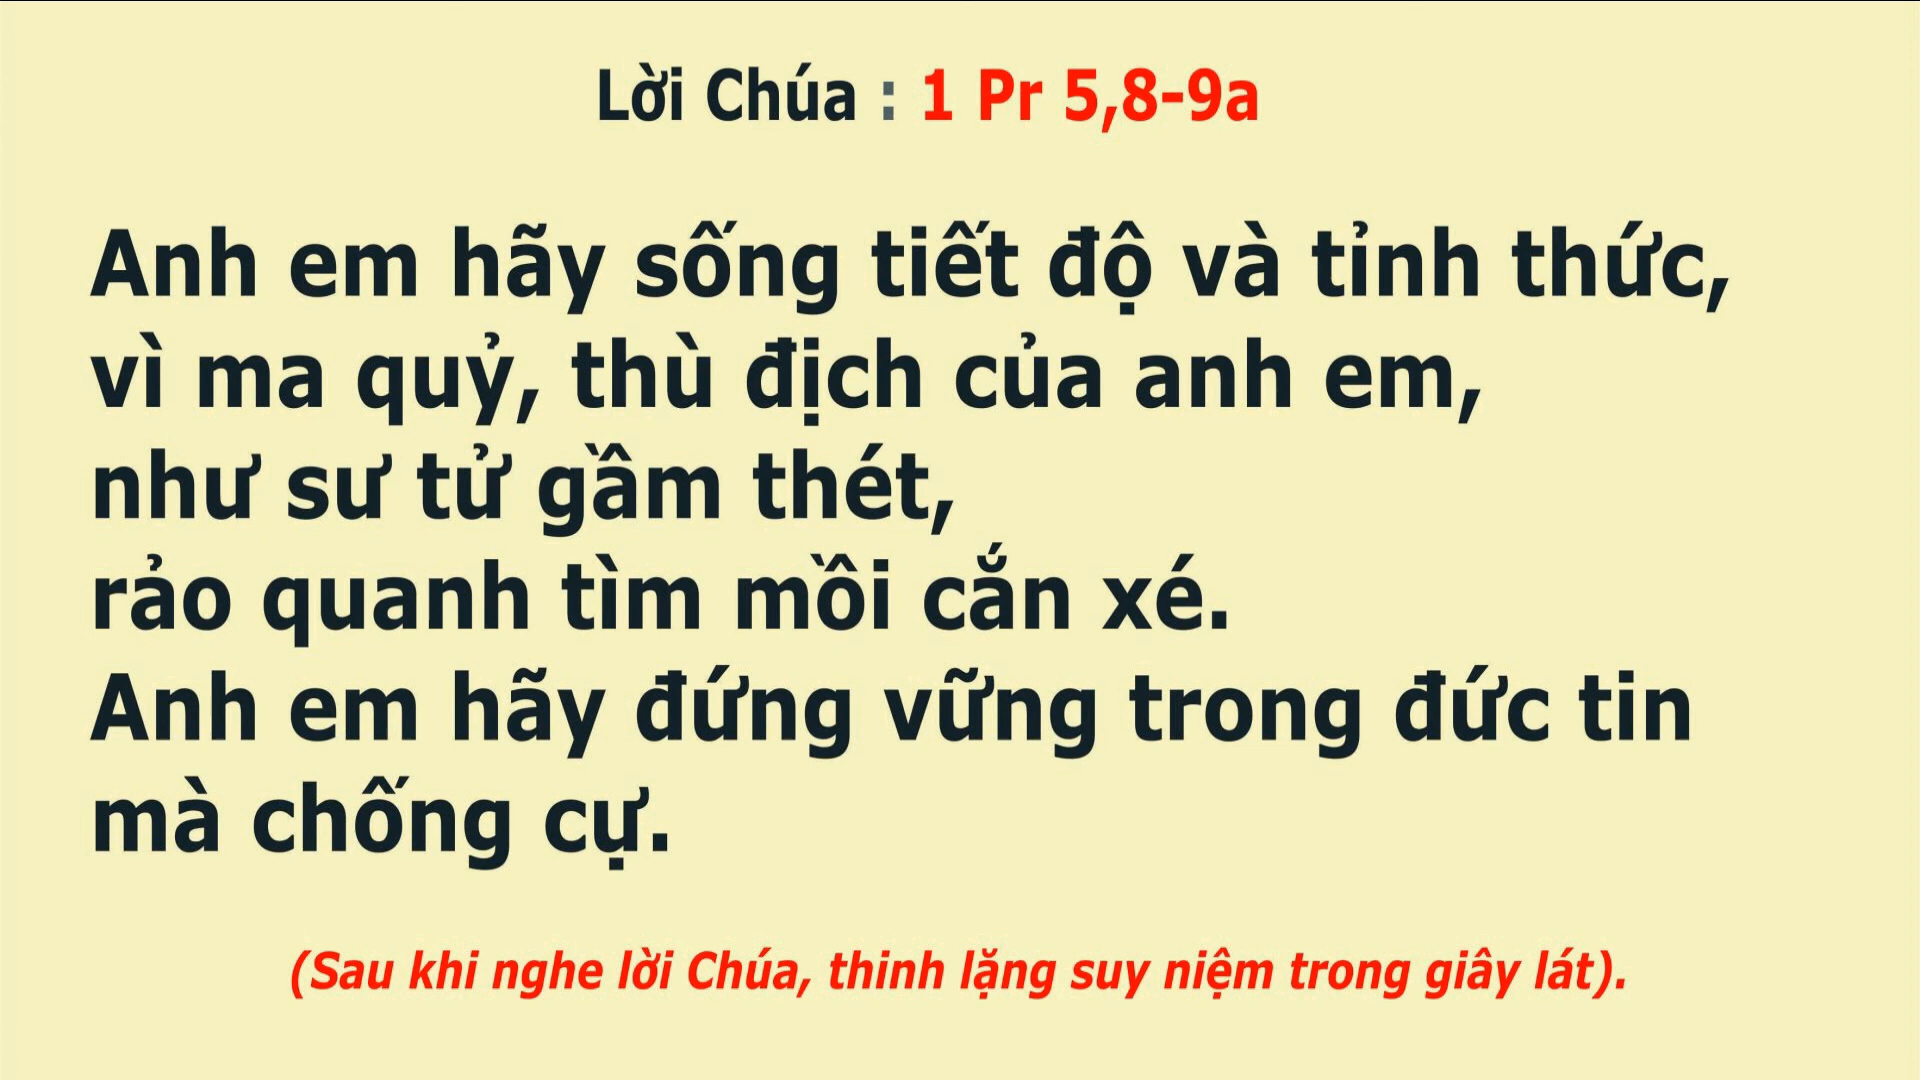 Lời Chúa : 1 Pr 5,8-9a
Anh em hãy sống tiết độ và tỉnh thức,
vì ma quỷ, thù địch của anh em,
như sư tử gầm thét,
rảo quanh tìm mồi cắn xé.
Anh em hãy đứng vững trong đức tin
mà chống cự.
(Sau khi nghe lời Chúa, thinh lặng suy niệm trong giây lát).